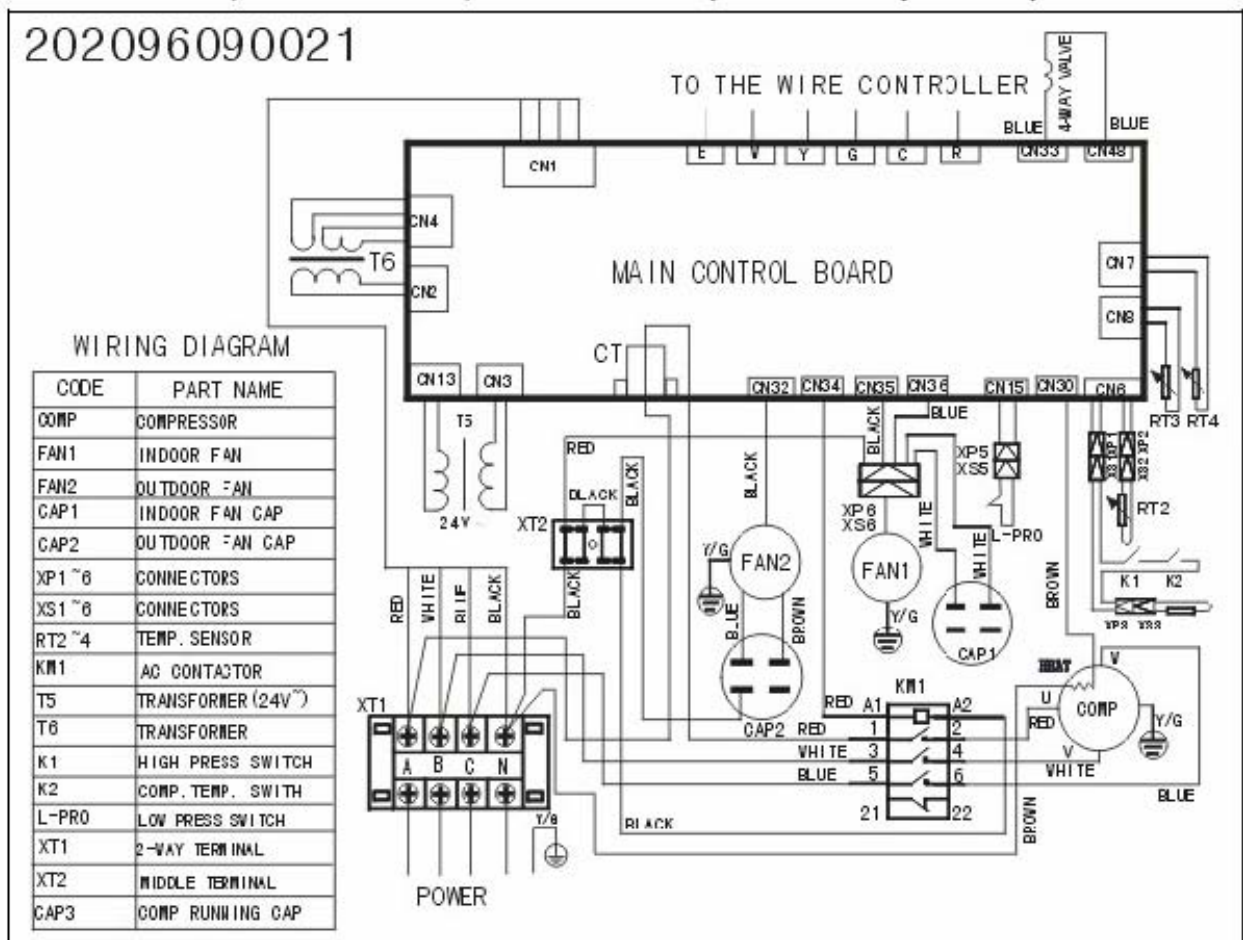 202096090021
TO THE WIRE CONTROLLER
4-WAY VALVE
BLUE
BLUE
CN1
E
Y
G
C
R
CN33
CN48
CN4
T6
CN2
MAIN CONTROL BOARD
CN7
CN8
CT
CN13
CN3
CN32
CN34
CN35
CN36
CN15
CN30
CN6
WIRING DIAGRAM
CODE PART NAME
COMP COMPRESSOR
FAN1 INDOOR FAN
FAN2 OUTDOOR FAN
CAP1 INDOOR FAN CAP
CAP2 OUTDOOR FAN CAP
XP1~6 CONNECTORS
XS1~6 CONNECTORS
RT2~4 TEMP. SENSOR
KM1 AC CONTACTOR
T5 TRANSFORMER(24V~)
T6 TRANSFORMER
K1 HIGH PRESS SWITCH
K2 COMP. TEMP. SWITH
L-PRO LOW PRESS SWITCH
XT1 2-WAY TERMINAL
XT2 MIDDLE TERMINAL
CAP3 COMP RUNNING CAP
T5
24V
RED
BLACK
BLACK
XT2
BLACK
BLACK
BLACK
BLUE
XP5
XS5
XP6
XS6
WHITE
WHITE
L-PRO
RT3
RT4
XS1 XP1
XS2 XP2
RT2
K1
K2
Y/G
FAN2
BLUE
BROWN
FAN1
Y/G
CAP1
BROWN
RED
WHITE
BLACK
XT1
A
B
C
N
Y/G
POWER
CAP2
KM1
RED A1
A2
RED 1
2
WHITE 3
4
BLUE 5
6
21
22
BLACK
BROWN
HEAT
U
RED
COMP
V
V
WHITE
Y/G
BLUE